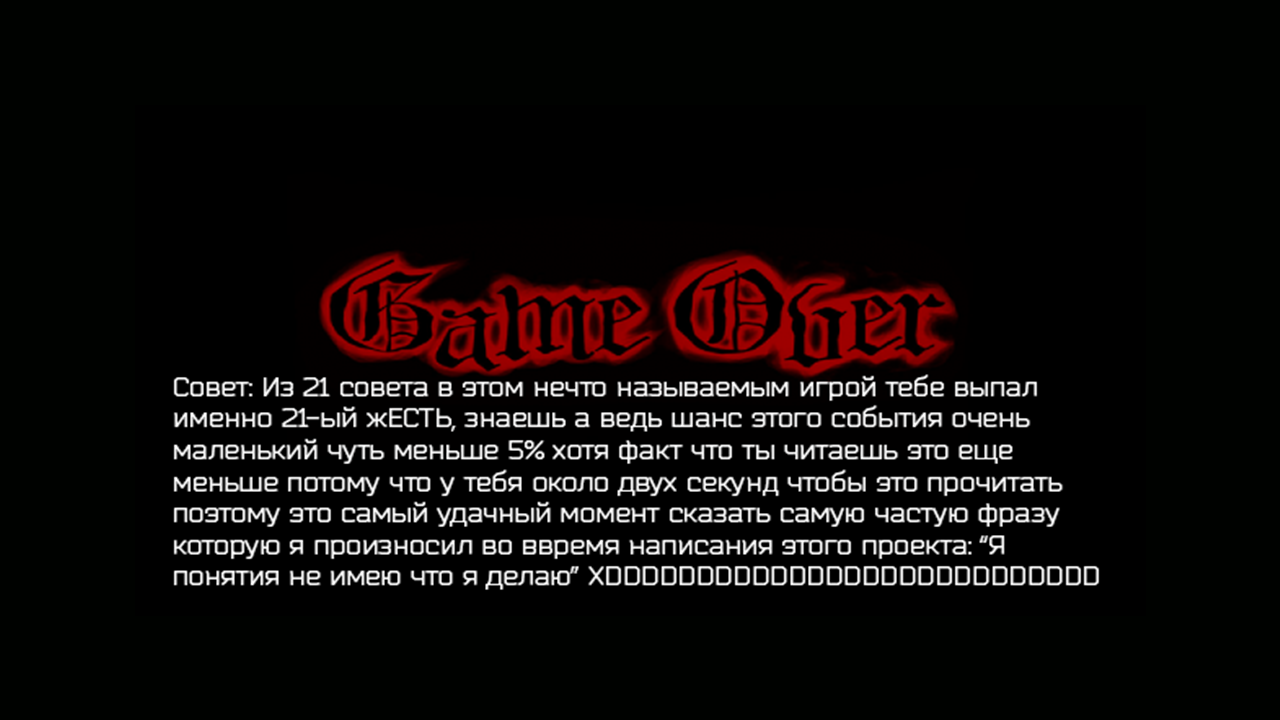 Game Over
Совет: Из 21 совета в этом нечто называемым игрой тебе выпал
именно 21-ый жЕСТЬ, знаешь а ведь шанс этого события очень
маленький чуть меньше 5% хотя факт что ты читаешь это еще
меньше потому что у тебя около двух секунд чтобы это прочитать
поэтому это самый удачный момент сказать самую частую фразу
которую я произносил во ввремя написания этого проекта: “Я
понятия не имею что я делаю” XDDDDDDDDDDDDDDDDDDDDDDDDDDD